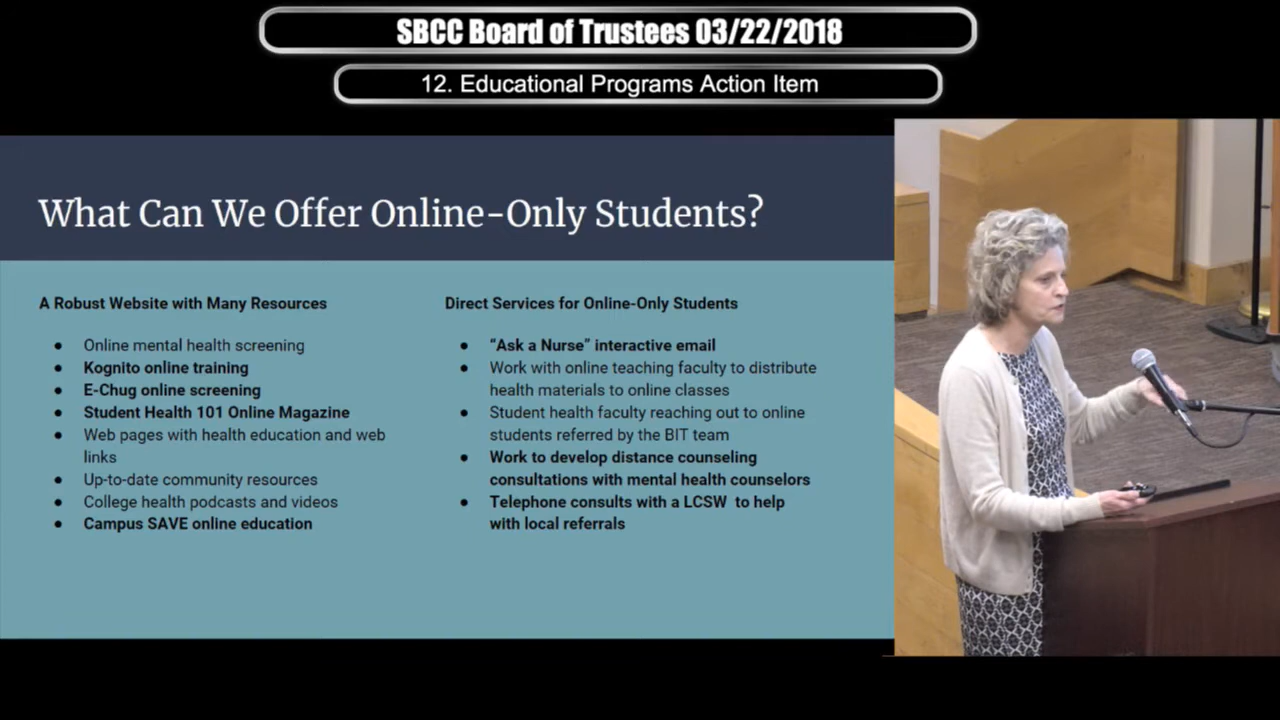 SBCC Board of Trustees 03/22/2018
12. Educational Programs Action Item
What Can We Offer Online-Only Students?
A Robust Website with Many Resources
● Online mental health screening
● Kognito online training
● E-Chug online screening
● Student Health 101 Online Magazine
● Web pages with health education and web
links
● Up-to-date community resources
● College health podcasts and videos
● Campus SAVE online education
Direct Services for Online-Only Students
● “Ask a Nurse” interactive email
● Work with online teaching faculty to distribute
health materials to online classes
● Student health faculty reaching out to online
students referred by the BIT team
● Work to develop distance counseling
consultations with mental health counselors
● Telephone consults with a LCSW to help
with local referrals